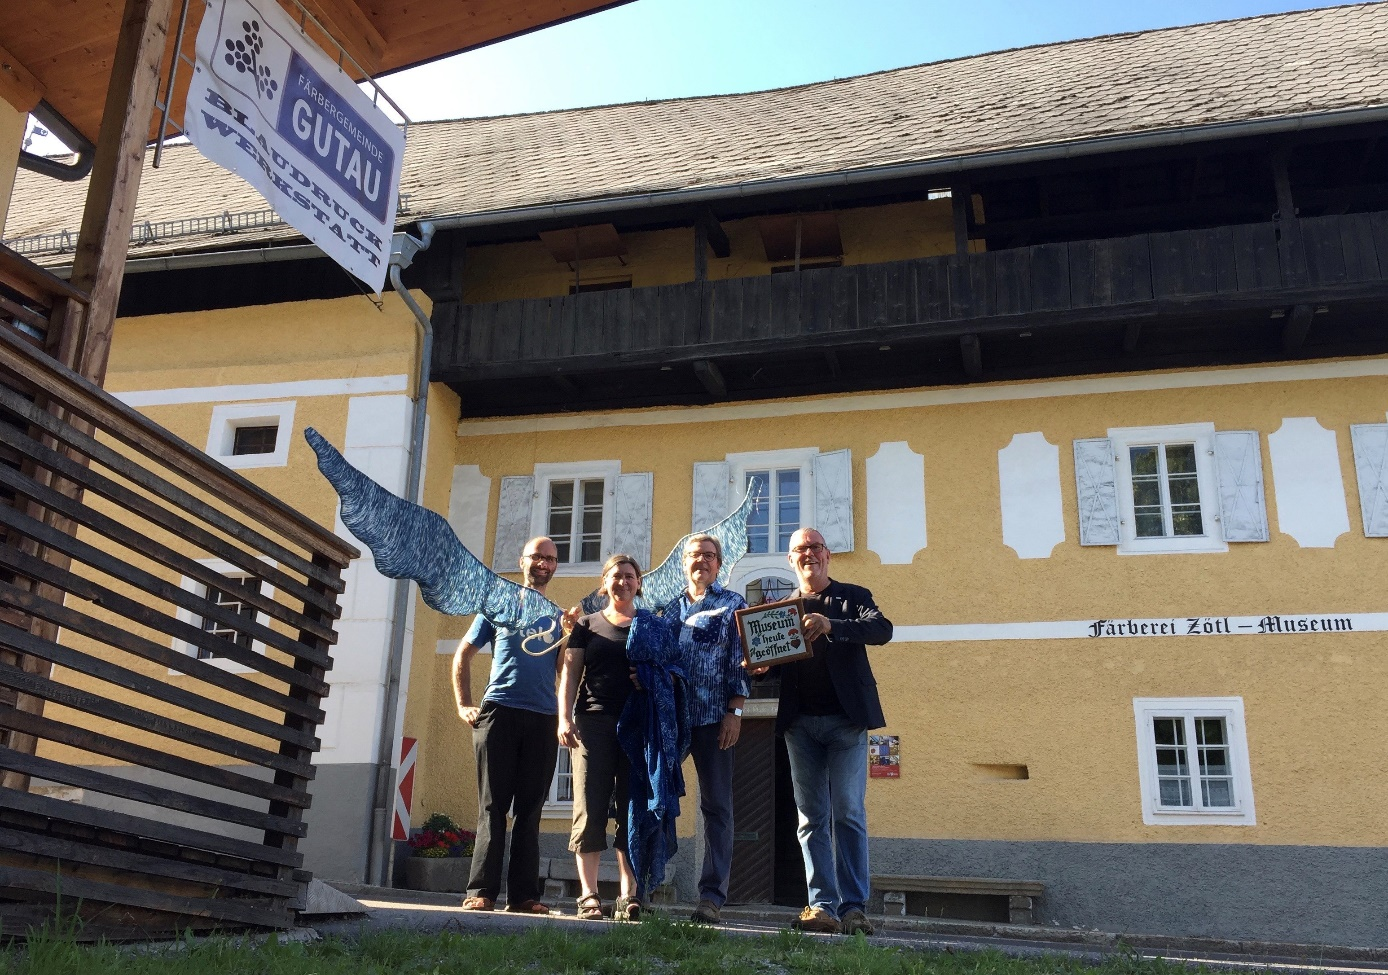 FÄRBERGEMEINDE
GUTAU
BLAUDRUCK
WERKSTATT
Museum
heute
geöffnet
Färberei Zötl – Museum